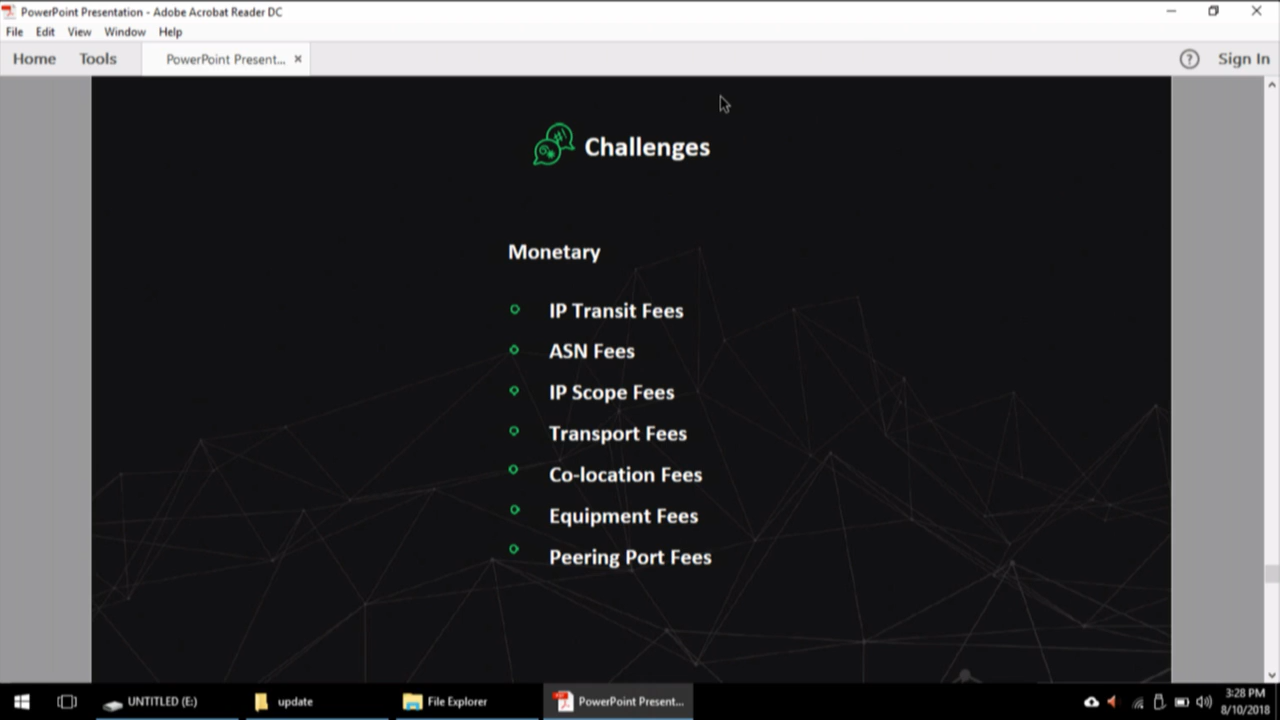 PowerPoint Presentation - Adobe Acrobat Reader DC
File Edit View Window Help
Home Tools PowerPoint Present... × ? Sign In
Challenges
Monetary
IP Transit Fees
ASN Fees
IP Scope Fees
Transport Fees
Co-location Fees
Equipment Fees
Peering Port Fees
UNTITLED (E:) update File Explorer PowerPoint Present... 3:28 PM
8/10/2018